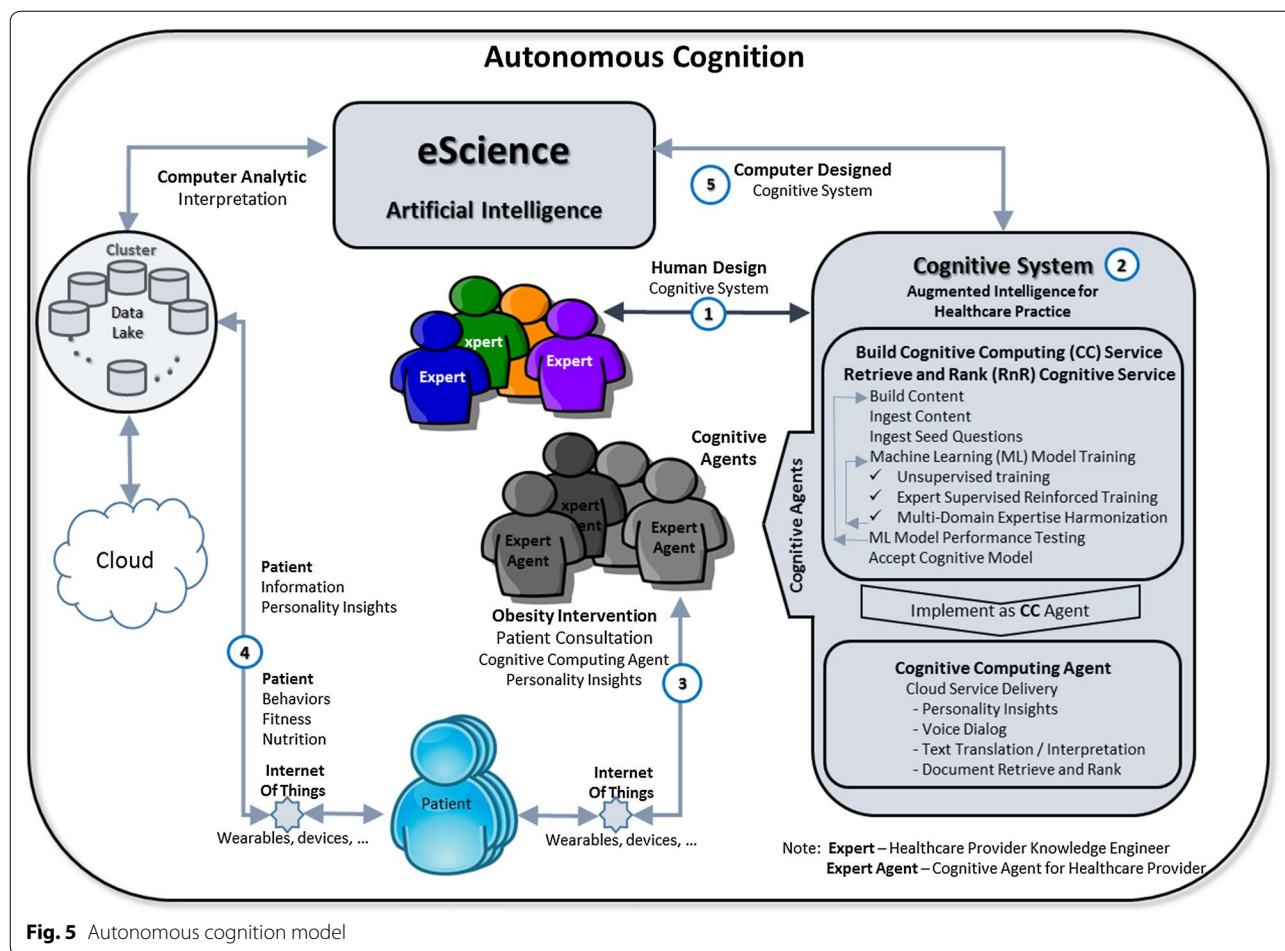 Autonomous Cognition
eScience
Artificial Intelligence
Computer Analytic
Interpretation
5
Computer Designed
Cognitive System
Cluster
Data
Lake
Cloud
Human Design
Cognitive System
1
Expert
xpert
Expert
Cognitive
Agents
Expert
Agent
xpert
ent
Expert
Agent
Obesity Intervention
Patient Consultation
Cognitive Computing Agent
Personality Insights
3
Patient
Information
Personality Insights
4
Patient
Behaviors
Fitness
Nutrition
Internet
Of Things
Wearables, devices, ...
Patient
Internet
Of Things
Wearables, devices, ...
Cognitive System 2
Augmented Intelligence for
Healthcare Practice
Build Cognitive Computing (CC) Service
Retrieve and Rank (RnR) Cognitive Service
Build Content
Ingest Content
Ingest Seed Questions
Machine Learning (ML) Model Training
✓ Unsupervised training
✓ Expert Supervised Reinforced Training
✓ Multi-Domain Expertise Harmonization
ML Model Performance Testing
Accept Cognitive Model
Cognitive Agents
Implement as CC Agent
Cognitive Computing Agent
Cloud Service Delivery
- Personality Insights
- Voice Dialog
- Text Translation / Interpretation
- Document Retrieve and Rank
Note: Expert – Healthcare Provider Knowledge Engineer
Expert Agent – Cognitive Agent for Healthcare Provider
Fig. 5 Autonomous cognition model